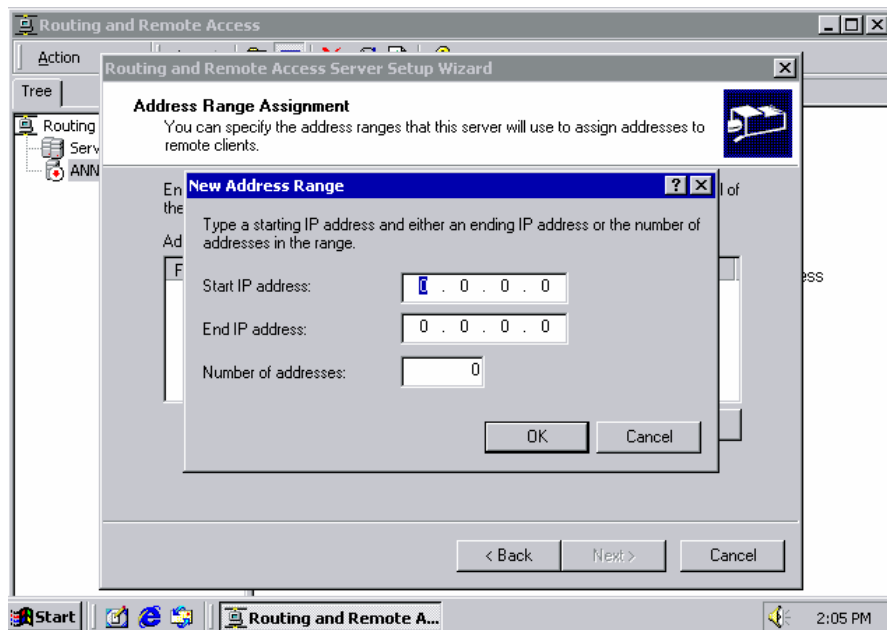 Routing and Remote Access
Action
Routing and Remote Access Server Setup Wizard
Tree
Address Range Assignment
You can specify the address ranges that this server will use to assign addresses to
remote clients.
Routing
Serv
ANN
En
l of
the
New Address Range
Type a starting IP address and either an ending IP address or the number of
addresses in the range.
Ad
F
ess
Start IP address:
0 . 0 . 0 . 0
End IP address:
0 . 0 . 0 . 0
Number of addresses:
0
OK
Cancel
< Back
Next >
Cancel
Start
Routing and Remote A...
2:05 PM